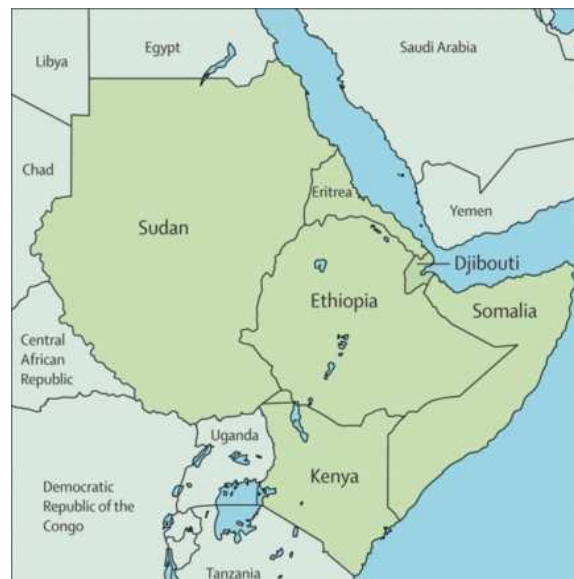 Egypt
Saudi Arabia
Libya
Chad
Eritrea
Yemen
Sudan
Djibouti
Ethiopia
Somalia
Central
African
Republic
Uganda
Kenya
Democratic
Republic of the
Congo
Tanzania